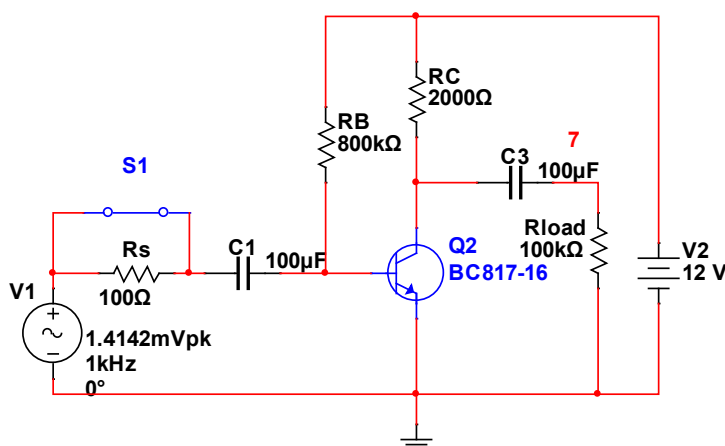 RC
2000Ω
RB
800kΩ
7
C3
100µF
S1
Rload
100kΩ
Rs
100Ω
C1
100µF
Q2
BC817-16
V2
12 V
V1
1.4142mVpk
1kHz
0°